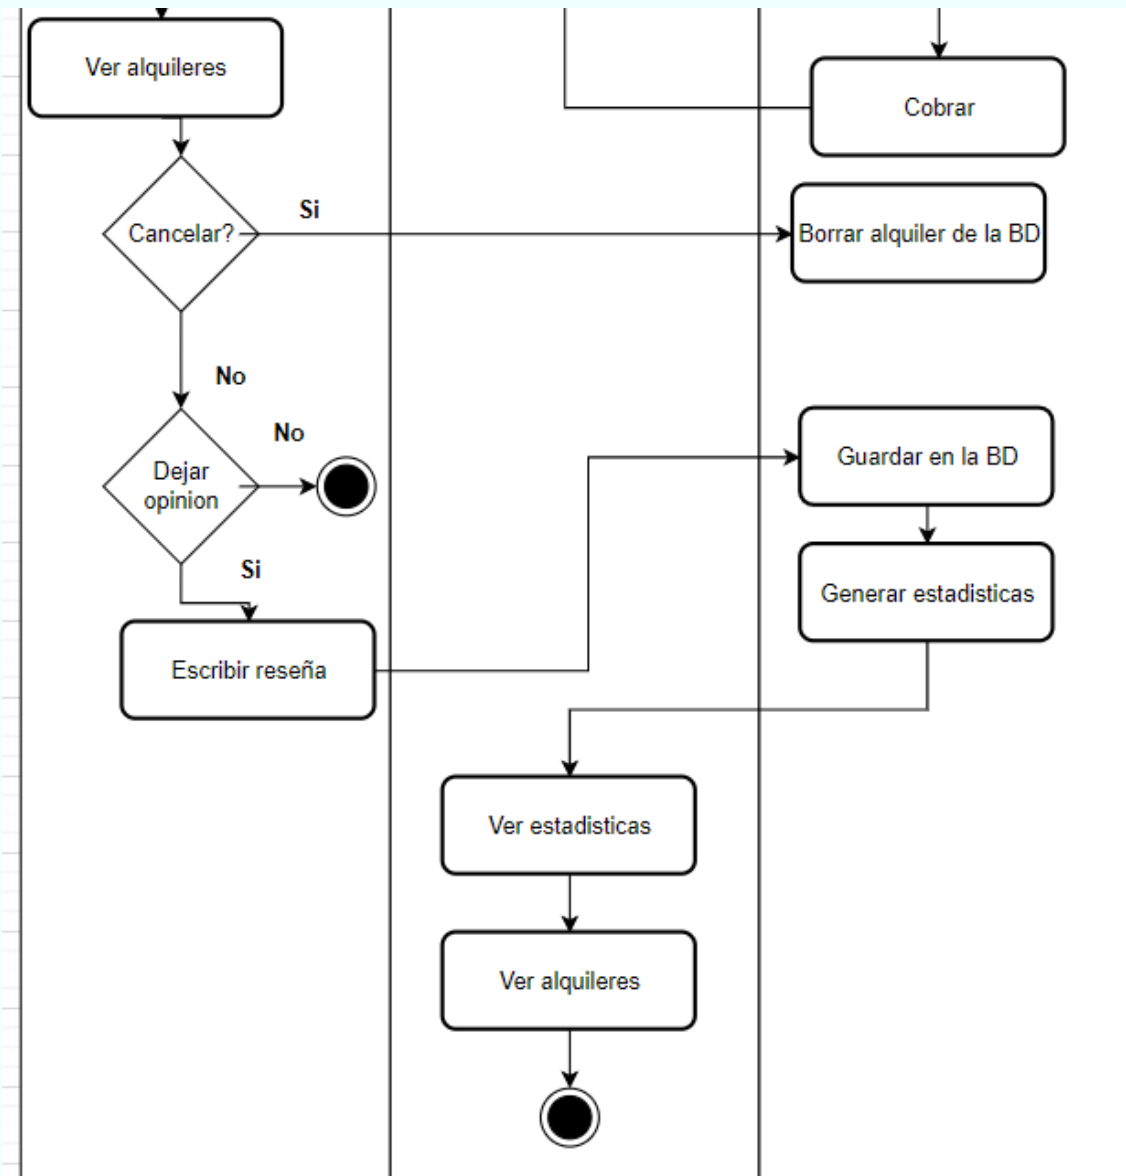 Ver alquileres
Cobrar
Si
Cancelar?
Borrar alquiler de la BD
No
No
Dejar
opinion
Guardar en la BD
Si
Generar estadisticas
Escribir reseña
Ver estadisticas
Ver alquileres